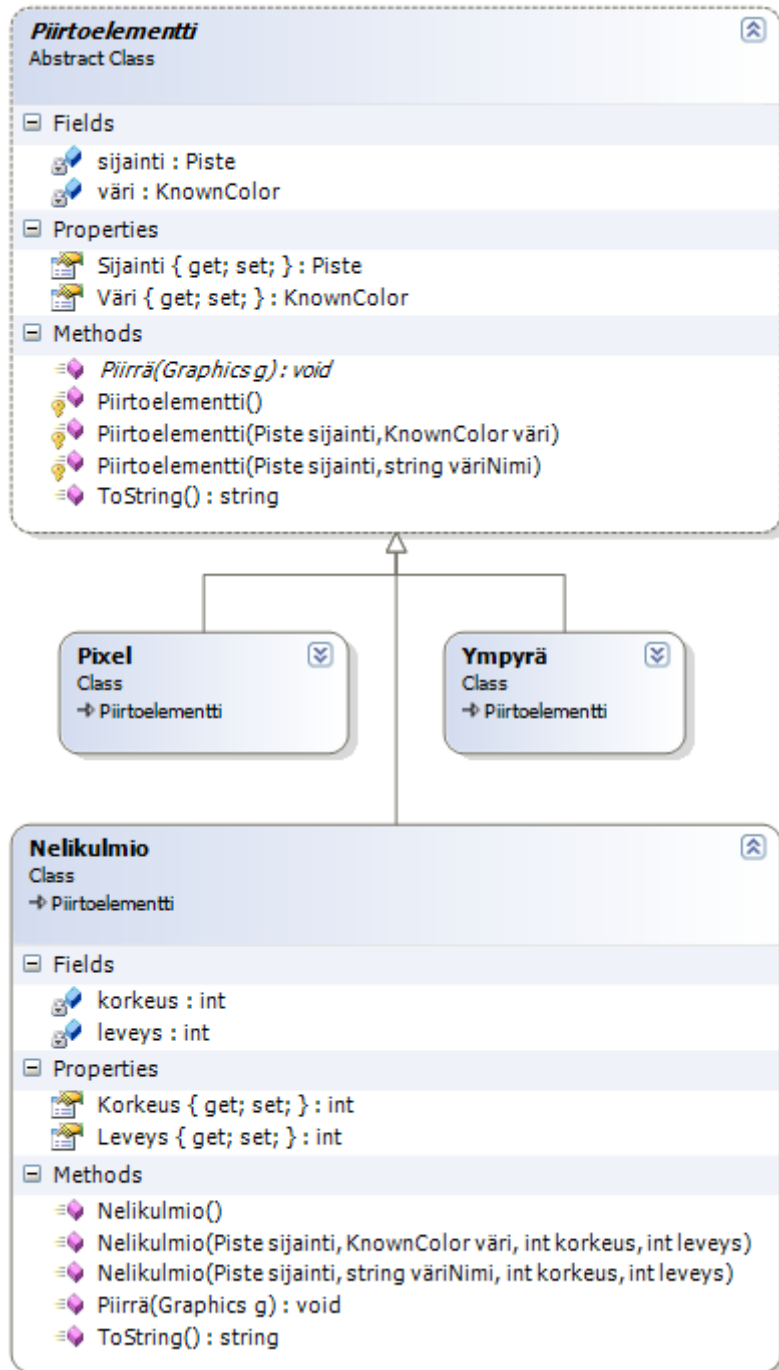 Piirtoelementti
Abstract Class
Fields
sijainti : Piste
väri : KnownColor
Properties
Sijainti { get; set; } : Piste
Väri { get; set; } : KnownColor
Methods
Piirrä(Graphics g) : void
Piirtoelementti()
Piirtoelementti(Piste sijainti, KnownColor väri)
Piirtoelementti(Piste sijainti, string väriNimi)
ToString() : string
Pixel
Class
Piirtoelementti
Ympyrä
Class
Piirtoelementti
Nelikulmio
Class
Piirtoelementti
Fields
korkeus : int
leveys : int
Properties
Korkeus { get; set; } : int
Leveys { get; set; } : int
Methods
Nelikulmio()
Nelikulmio(Piste sijainti, KnownColor väri, int korkeus, int leveys)
Nelikulmio(Piste sijainti, string väriNimi, int korkeus, int leveys)
Piirrä(Graphics g) : void
ToString() : string